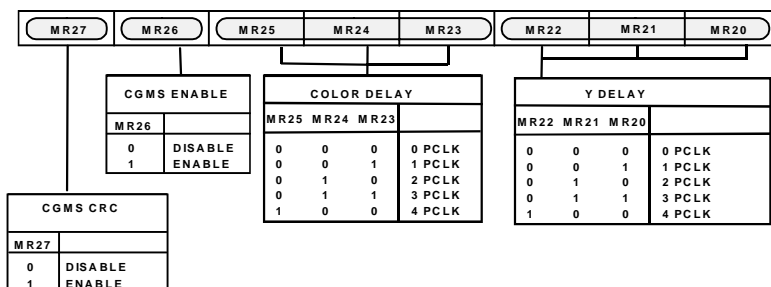 MR27 MR26 MR25 MR24 MR23 MR22 MR21 MR20
CGMS ENABLE
MR26
0 DISABLE
1 ENABLE
COLOR DELAY
MR25 MR24 MR23
0 0 0 0 PCLK
0 0 1 1 PCLK
0 1 0 2 PCLK
0 1 1 3 PCLK
1 0 0 4 PCLK
Y DELAY
MR22 MR21 MR20
0 0 0 0 PCLK
0 0 1 1 PCLK
0 1 0 2 PCLK
0 1 1 3 PCLK
1 0 0 4 PCLK
CGMS CRC
MR27
0 DISABLE
1 ENABLE